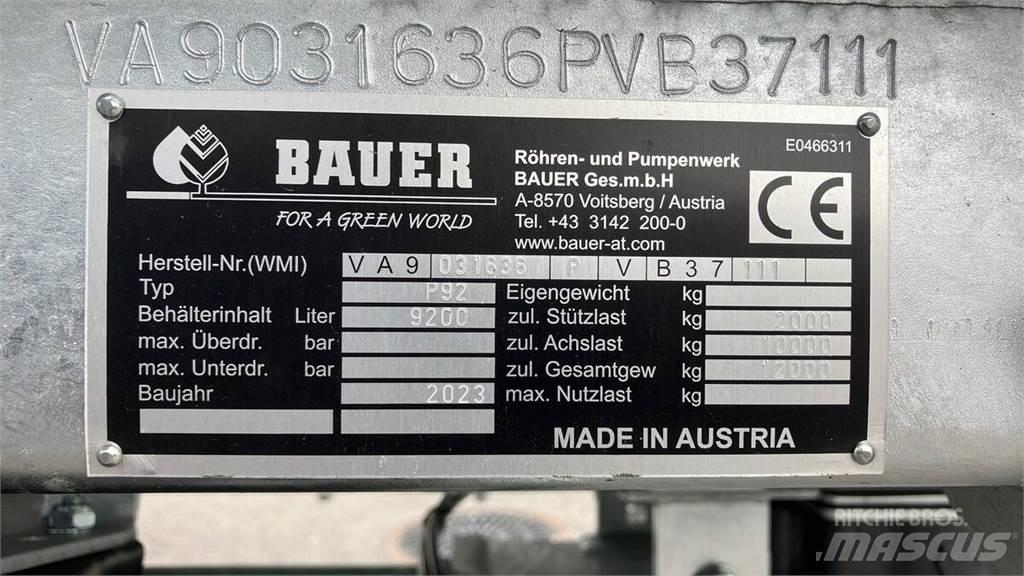 VA9031636PVB37111
BAUER
FOR A GREEN WORLD
Röhren- und Pumpenwerk
BAUER Ges.m.b.H
A-8570 Voitsberg / Austria
Tel. +43 3142 200-0
www.bauer-at.com
E0466311
CE
Herstell-Nr.(WMI) VA9 031636 P V B37 111
Typ P92
Behälterinhalt Liter 9200
max. Überdr. bar
max. Unterdr. bar
Baujahr 2023
Eigengewicht kg
zul. Stützlast kg 2000
zul. Achslast kg 10000
zul. Gesamtgew kg 12000
max. Nutzlast kg
MADE IN AUSTRIA
RITCHIE BROS.
MASCUS